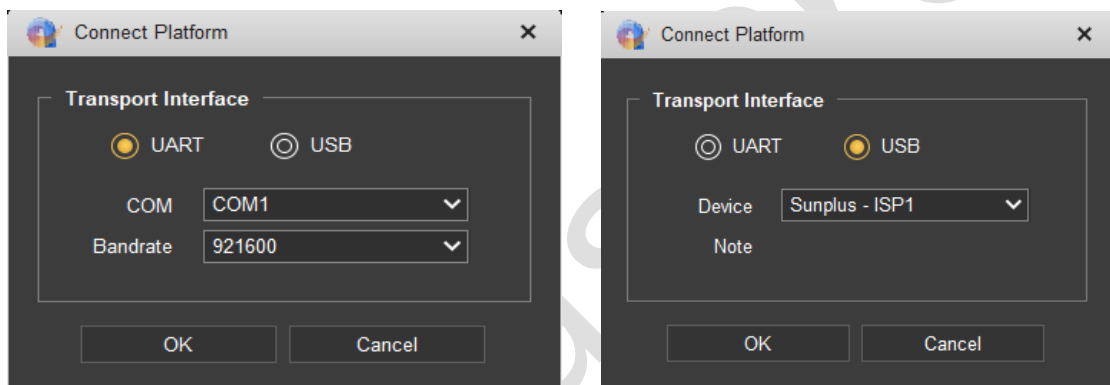 Connect Platform
Transport Interface
UART USB
COM COM1
Bandrate 921600
OK Cancel
Connect Platform
Transport Interface
UART USB
Device Sunplus - ISP1
Note
OK Cancel